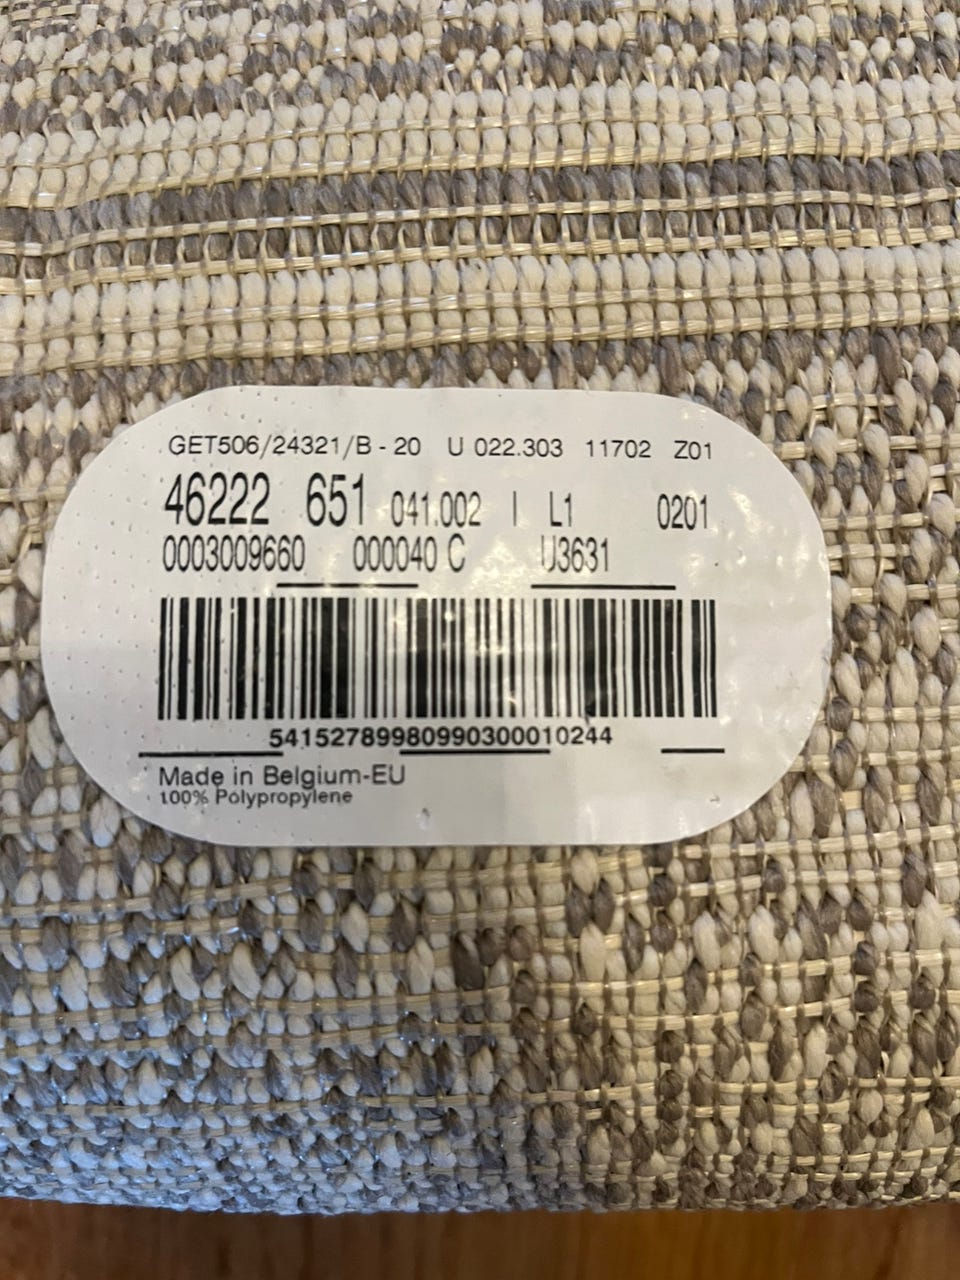 GET506/24321/B - 20 U 022.303 11702 Z01
46222 651 041.002 I L1 0201
0003009660 000040 C U3631
54152789980990300010244
Made in Belgium-EU
100% Polypropylene